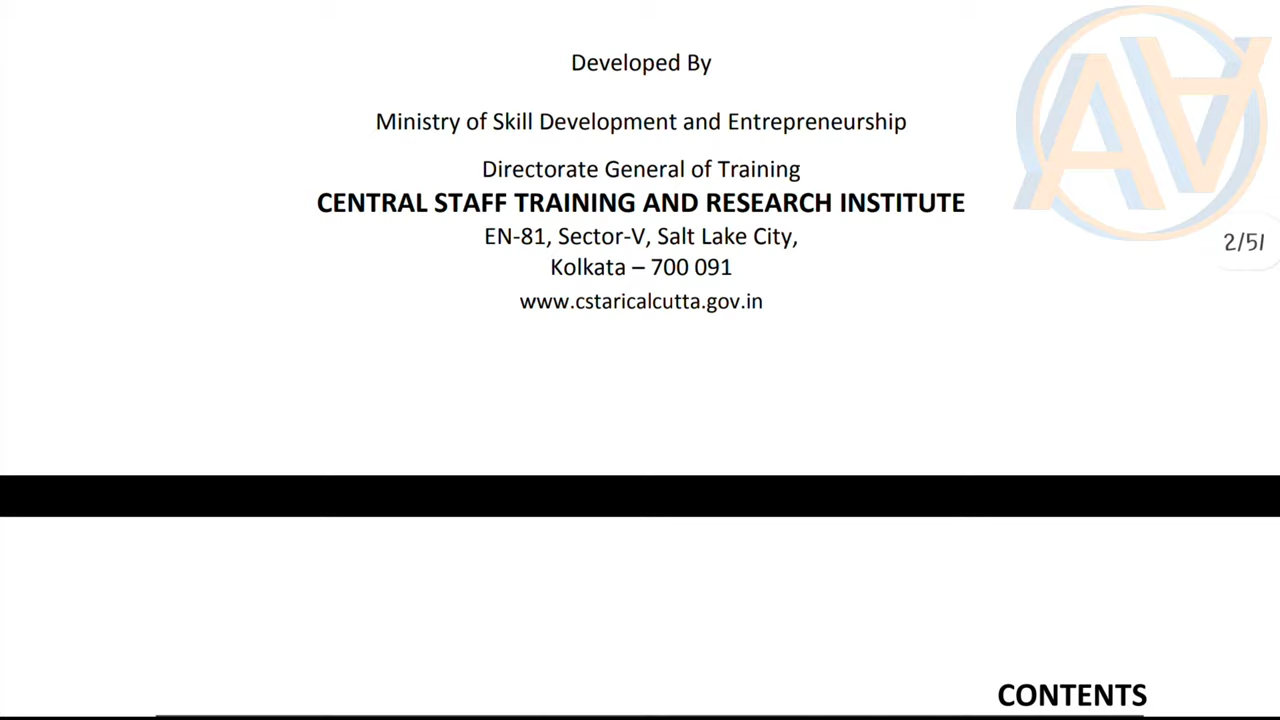 Developed By
Ministry of Skill Development and Entrepreneurship
Directorate General of Training
CENTRAL STAFF TRAINING AND RESEARCH INSTITUTE
EN-81, Sector-V, Salt Lake City,
Kolkata – 700 091
www.cstaricalcutta.gov.in
AA
2/51
CONTENTS